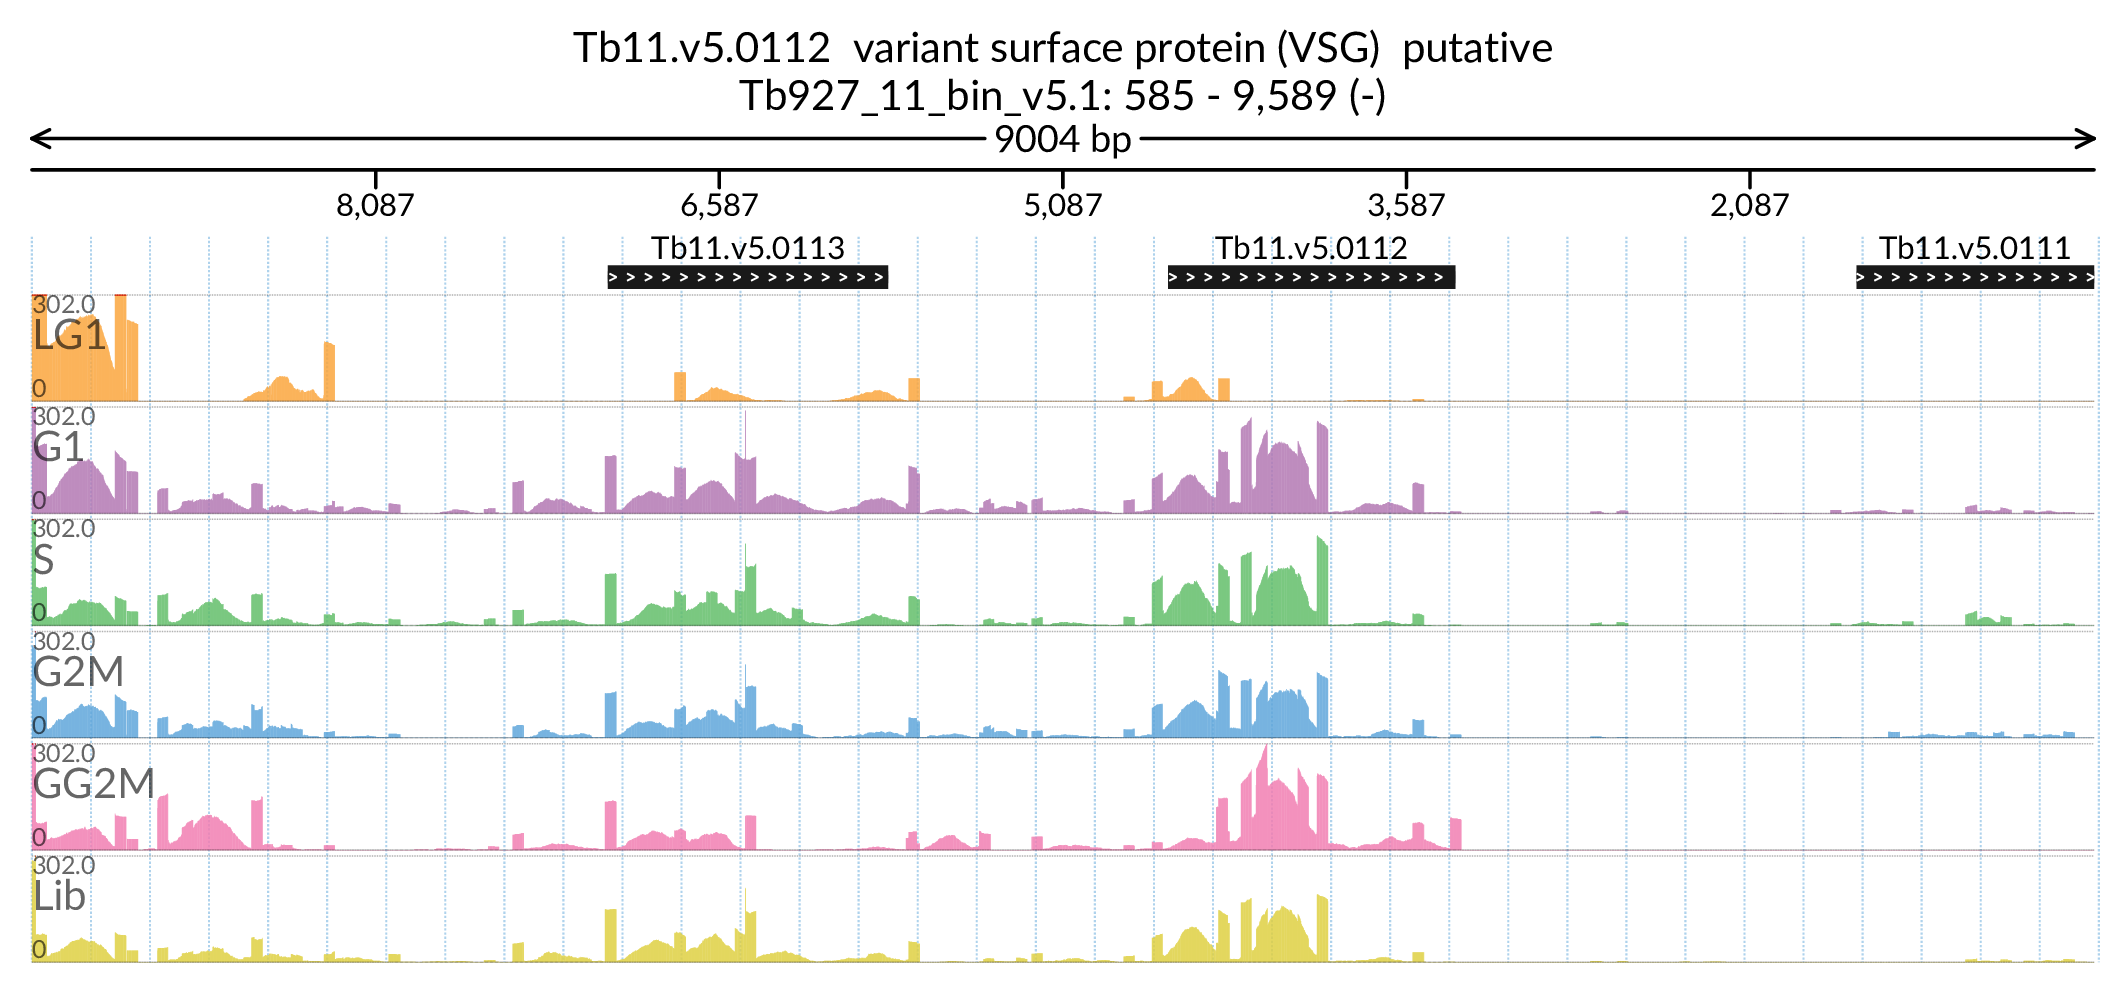 Tb11.v5.0112 variant surface protein (VSG) putative
Tb927_11_bin_v5.1: 585 - 9,589 (-)
9004 bp
8,087 6,587 5,087 3,587 2,087
Tb11.v5.0113 Tb11.v5.0112 Tb11.v5.0111
302.0
LG1
0
302.0
G1
0
302.0
S
0
302.0
G2M
0
302.0
GG2M
0
302.0
Lib
0